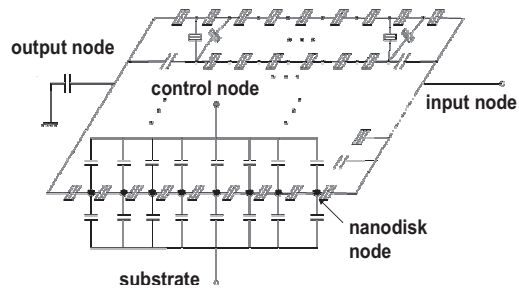 output node
control node
input node
nanodisk
node
substrate